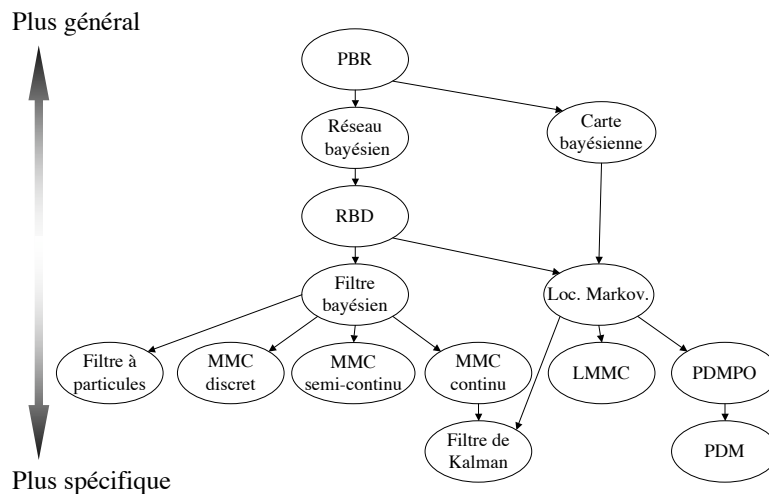 Plus général
PBR
Réseau
bayésien
Carte
bayésienne
RBD
Filtre
bayésien
Loc. Markov.
Filtre à
particules
MMC
discret
MMC
semi-continu
MMC
continu
LMMC
PDMPO
Filtre de
Kalman
PDM
Plus spécifique